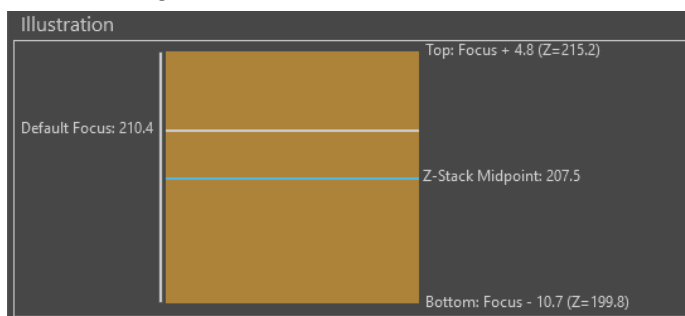 Illustration
Top: Focus + 4.8 (Z=215.2)
Default Focus: 210.4
Z-Stack Midpoint: 207.5
Bottom: Focus - 10.7 (Z=199.8)